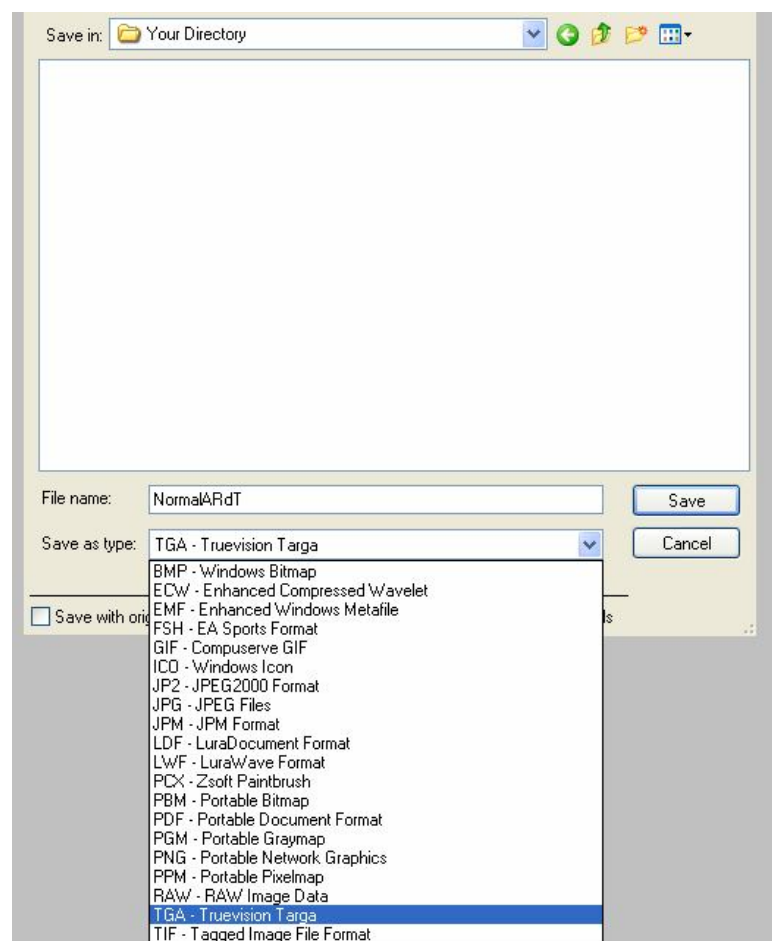 Save in: Your Directory
File name: NormalARdT Save
Save as type: TGA - Truevision Targa Cancel
BMP - Windows Bitmap
ECW - Enhanced Compressed Wavelet
EMF - Enhanced Windows Metafile
Save with ls
FSH - EA Sports Format
GIF - Compuserve GIF
ICO - Windows Icon
JP2 - JPEG2000 Format
JPG - JPEG Files
JPM - JPM Format
LDF - LuraDocument Format
LWF - LuraWave Format
PCX - Zsoft Paintbrush
PBM - Portable Bitmap
PDF - Portable Document Format
PGM - Portable Graymap
PNG - Portable Network Graphics
PPM - Portable Pixelmap
RAW - RAW Image Data
TGA - Truevision Targa
TIF - Tagged Image File Format